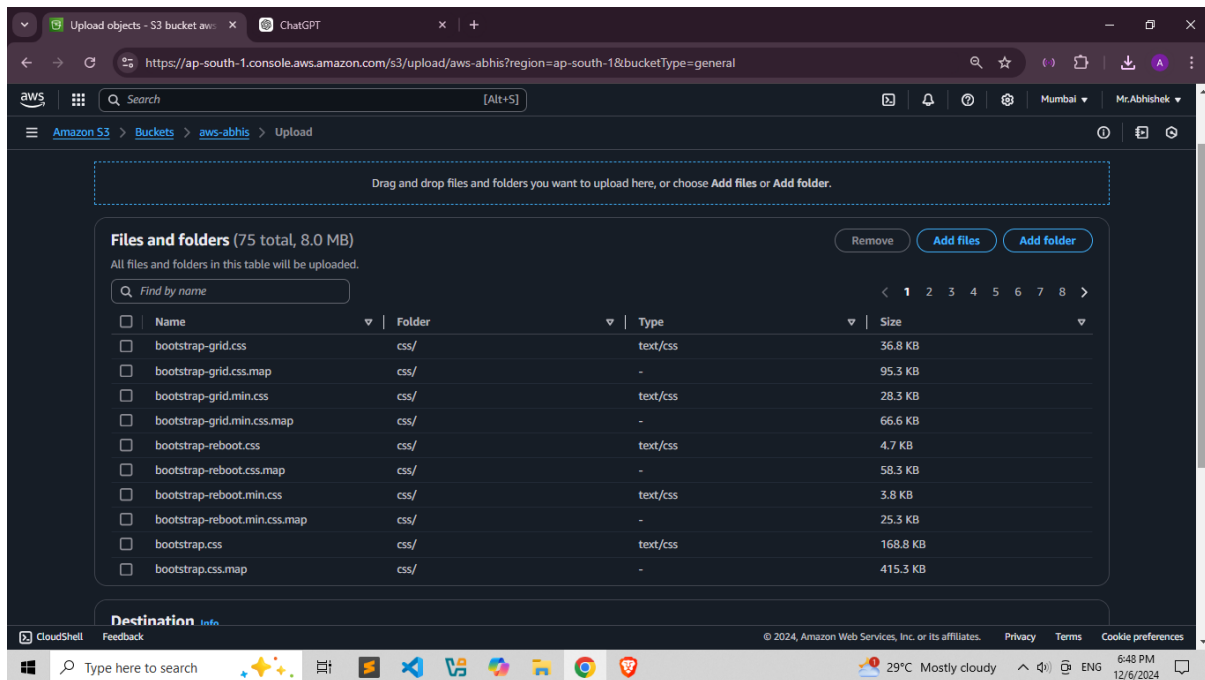 Upload objects - S3 bucket aws
ChatGPT
https://ap-south-1.console.aws.amazon.com/s3/upload/aws-abhis?region=ap-south-1&bucketType=general
A
aws
Search [Alt+S]
Mumbai
Mr.Abhishek
Amazon S3 > Buckets > aws-abhis > Upload
Drag and drop files and folders you want to upload here, or choose Add files or Add folder.
Files and folders (75 total, 8.0 MB)
Remove
Add files
Add folder
All files and folders in this table will be uploaded.
Find by name
< 1 2 3 4 5 6 7 8 >
Name Folder Type Size
bootstrap-grid.css css/ text/css 36.8 KB
bootstrap-grid.css.map css/ - 95.3 KB
bootstrap-grid.min.css css/ text/css 28.3 KB
bootstrap-grid.min.css.map css/ - 66.6 KB
bootstrap-reboot.css css/ text/css 4.7 KB
bootstrap-reboot.css.map css/ - 58.3 KB
bootstrap-reboot.min.css css/ text/css 3.8 KB
bootstrap-reboot.min.css.map css/ - 25.3 KB
bootstrap.css css/ text/css 168.8 KB
bootstrap.css.map css/ - 415.3 KB
Destination Info
CloudShell Feedback © 2024, Amazon Web Services, Inc. or its affiliates. Privacy Terms Cookie preferences
Type here to search
29°C Mostly cloudy
ENG
6:48 PM
12/6/2024